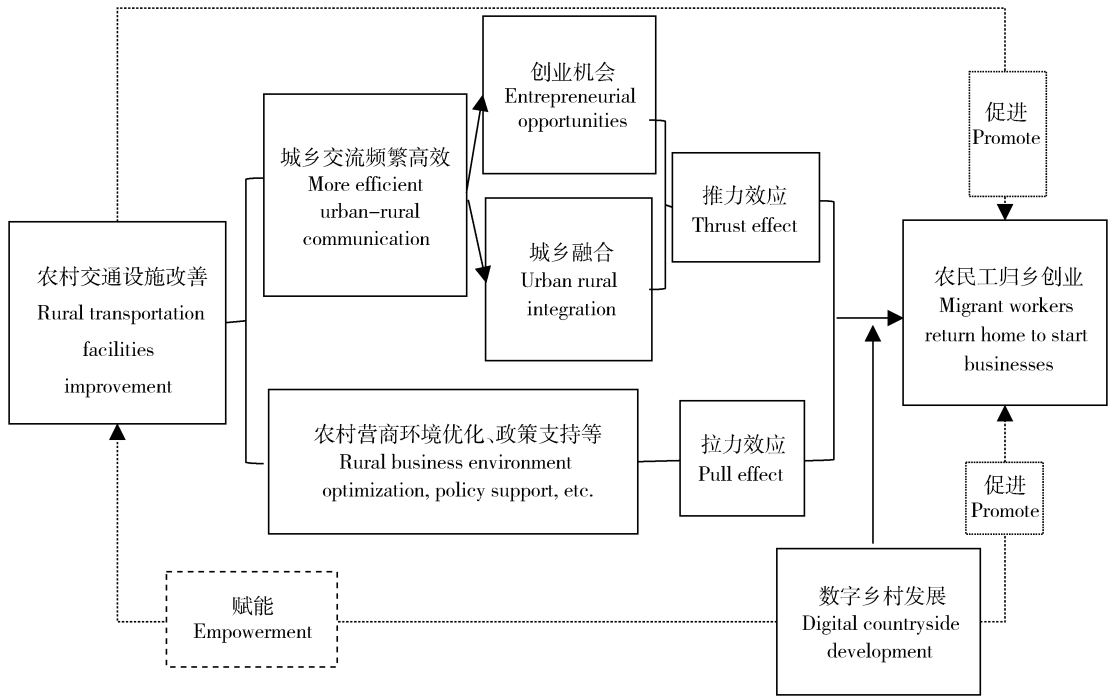 创业机会
Entrepreneurial
opportunities
促进
Promote
城乡交流频繁高效
More efficient
urban-rural
communication
推力效应
Thrust effect
城乡融合
Urban rural
integration
农村交通设施改善
Rural transportation
facilities
improvement
农民工归乡创业
Migrant workers
return home to start
businesses
农村营商环境优化、政策支持等
Rural business environment
optimization, policy support, etc.
拉力效应
Pull effect
促进
Promote
赋能
Empowerment
数字乡村发展
Digital countryside
development